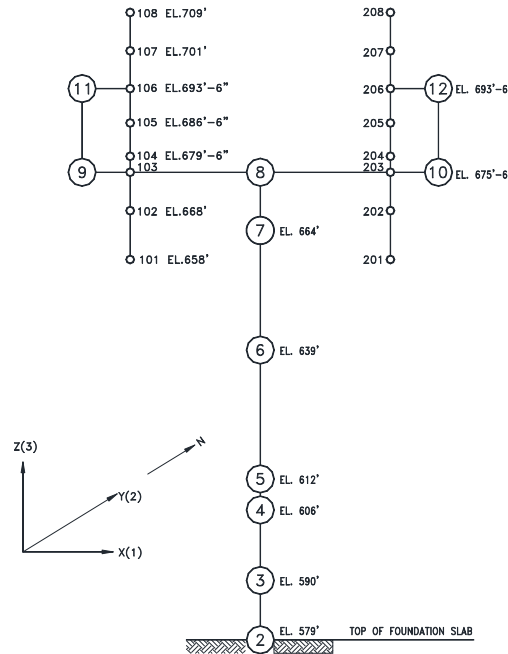 108 EL.709' 208
107 EL.701' 207
11 106 EL.693'-6" 206 12 EL. 693'-6
105 EL.686'-6" 205
104 EL.679'-6" 204
9 103 8 203 10 EL. 675'-6
102 EL.668' 202
7 EL. 664'
101 EL.658' 201
6 EL. 639'
Z(3) N
5 EL. 612'
Y(2)
4 EL. 606'
X(1)
3 EL. 590'
2 EL. 579' TOP OF FOUNDATION SLAB